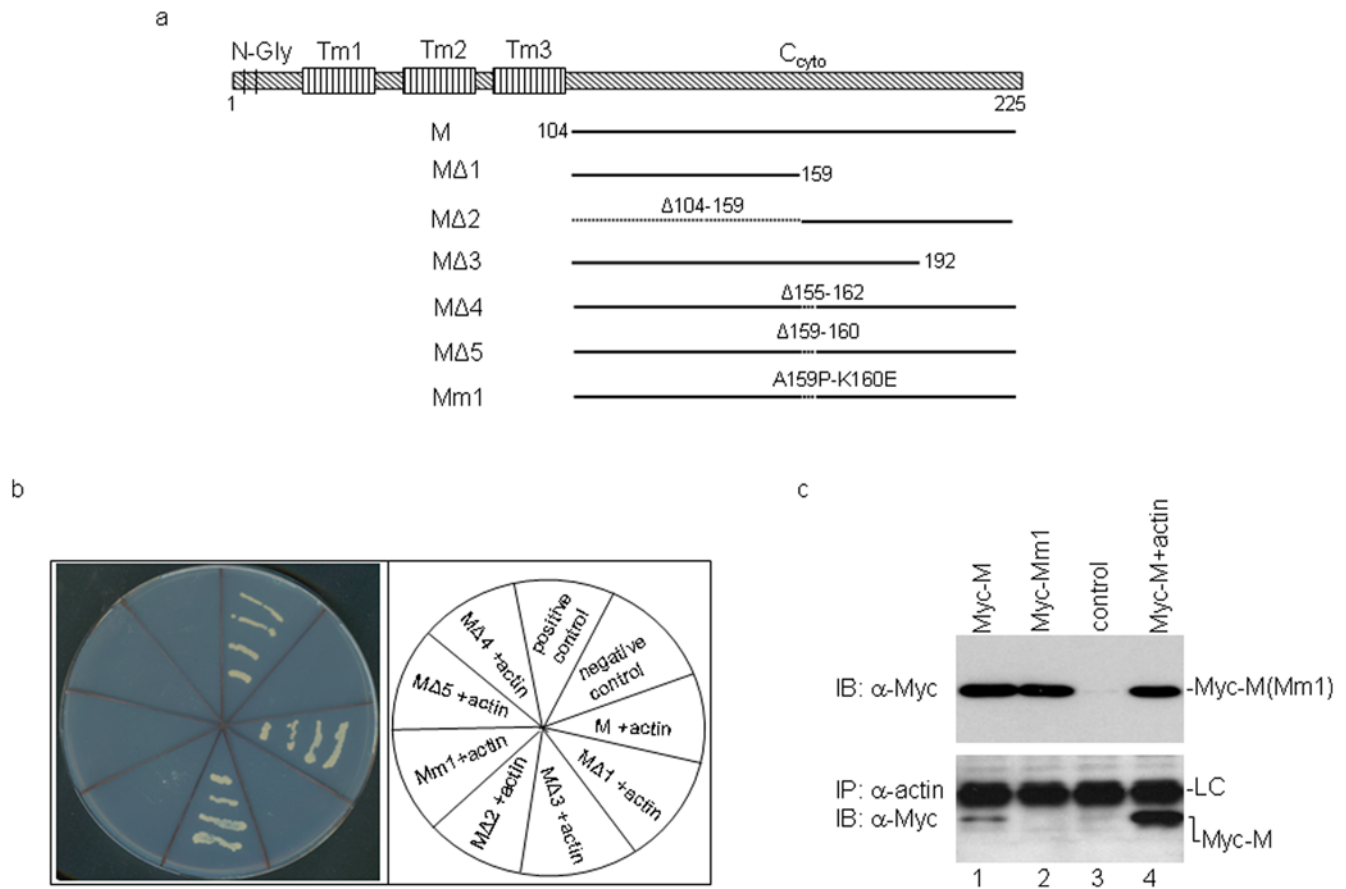 a
N-Gly Tm1 Tm2 Tm3 Ccyto
1 225
M 104
MΔ1 159
Δ104-159
MΔ2
MΔ3 192
Δ155-162
MΔ4
Δ159-160
MΔ5
A159P-K160E
Mm1
b
positive control
negative control
M +actin
MΔ1 +actin
MΔ3 +actin
MΔ2 +actin
Mm1+actin
MΔ5 +actin
MΔ4 +actin
c
Myc-M
Myc-Mm1
control
Myc-M+actin
IB: α-Myc -Myc-M(Mm1)
IP: α-actin -LC
IB: α-Myc Myc-M
1 2 3 4